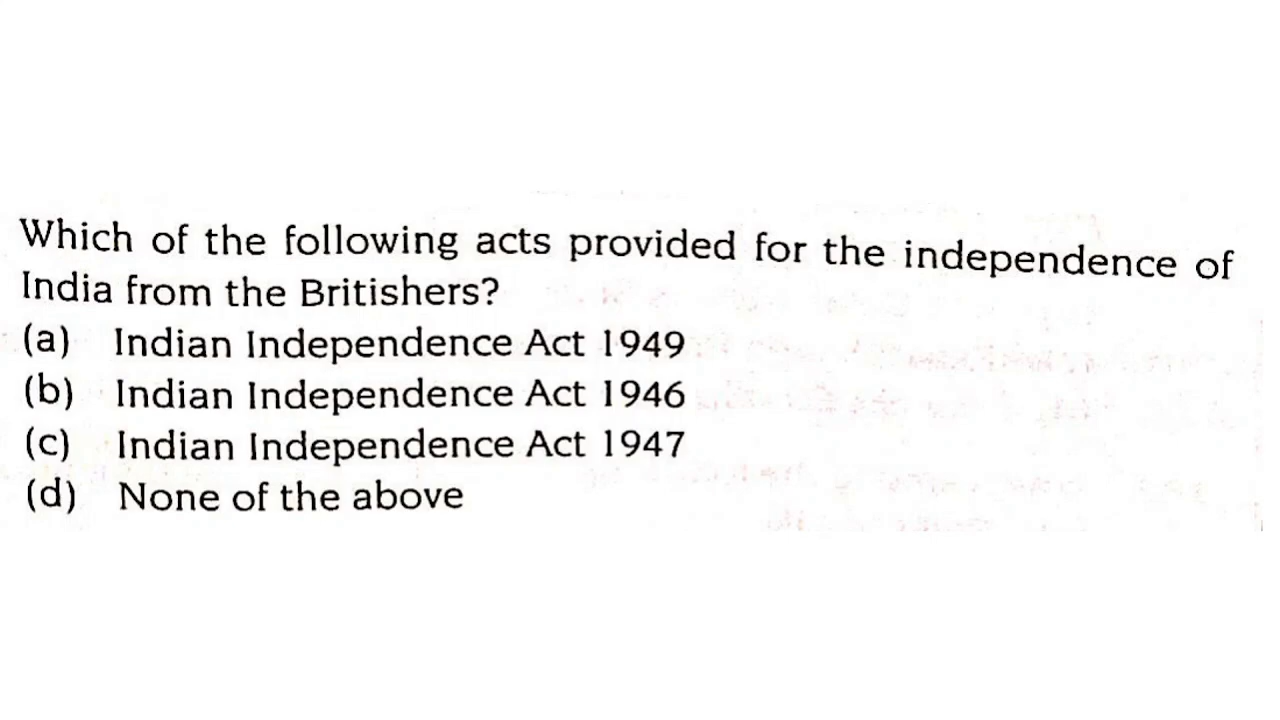 Which of the following acts provided for the independence of
India from the Britishers?
(a) Indian Independence Act 1949
(b) Indian Independence Act 1946
(c) Indian Independence Act 1947
(d) None of the above